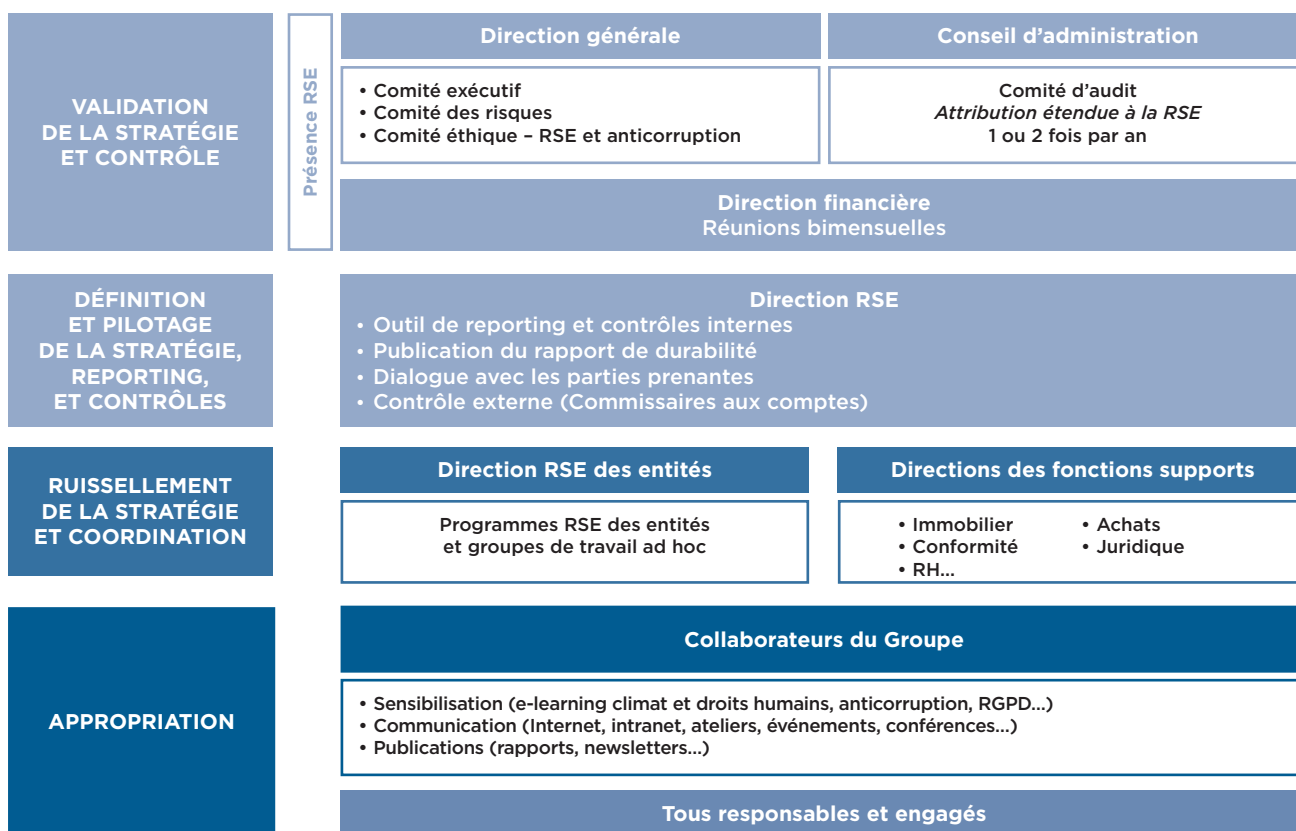 VALIDATION
DE LA STRATÉGIE
ET CONTRÔLE
Présence RSE
Direction générale
• Comité exécutif
• Comité des risques
• Comité éthique – RSE et anticorruption
Conseil d'administration
Comité d'audit
Attribution étendue à la RSE
1 ou 2 fois par an
Direction financière
Réunions bimensuelles
DÉFINITION
ET PILOTAGE
DE LA STRATÉGIE,
REPORTING,
ET CONTRÔLES
Direction RSE
• Outil de reporting et contrôles internes
• Publication du rapport de durabilité
• Dialogue avec les parties prenantes
• Contrôle externe (Commissaires aux comptes)
RUISSELLEMENT
DE LA STRATÉGIE
ET COORDINATION
Direction RSE des entités
Programmes RSE des entités
et groupes de travail ad hoc
Directions des fonctions supports
• Immobilier
• Conformité
• RH...
• Achats
• Juridique
APPROPRIATION
Collaborateurs du Groupe
• Sensibilisation (e-learning climat et droits humains, anticorruption, RGPD...)
• Communication (Internet, intranet, ateliers, événements, conférences...)
• Publications (rapports, newsletters...)
Tous responsables et engagés